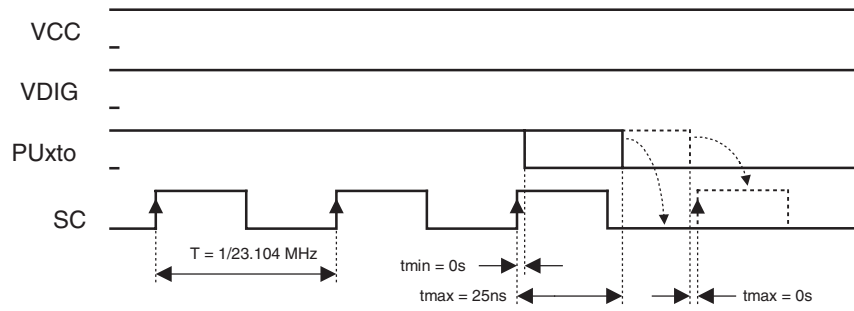 VCC
VDIG
PUxto
SC
T = 1/23.104 MHz
tmin = 0s
tmax = 25ns
tmax = 0s